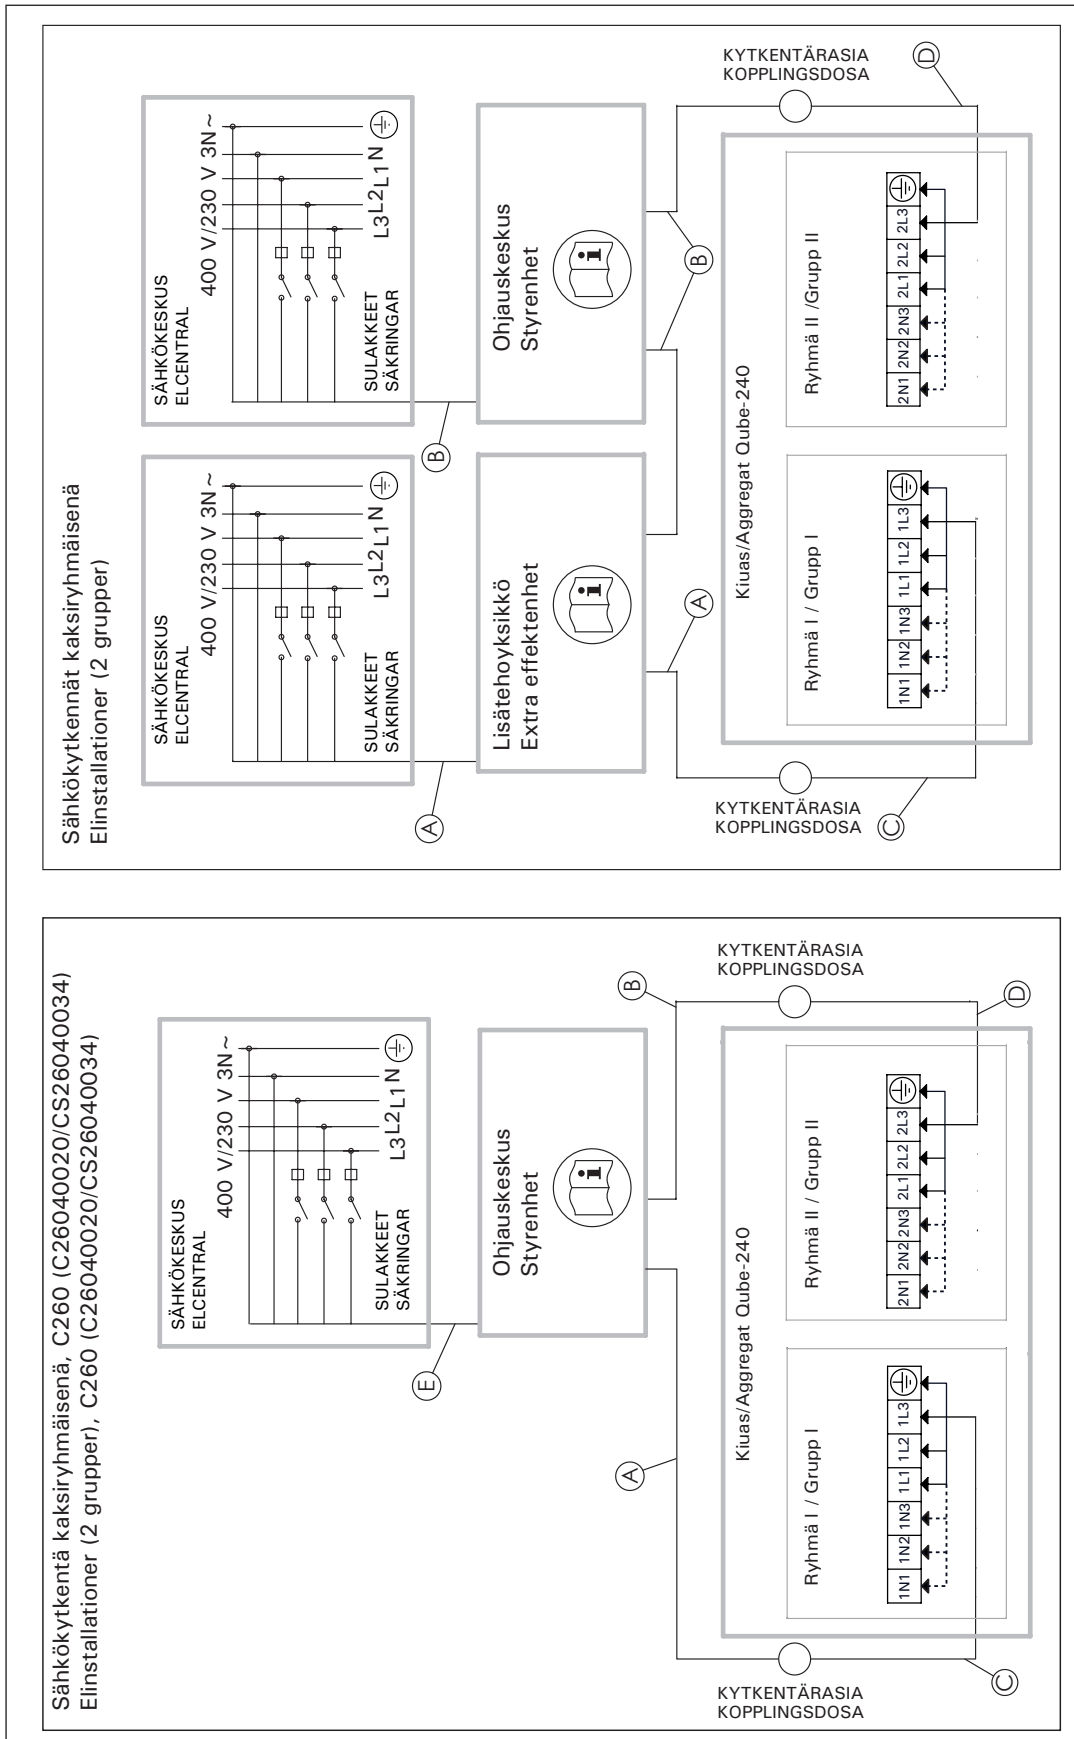 Sähkökytkennät kaksiryhmäisenä
Elinstallationer (2 grupper)
SÄHKÖKESKUS
ELCENTRAL
400 V/230 V 3N ~
L3
L2
L1
N
SULAKKEET
SÄKRINGAR
A
Lisätehoyksikkö
Extra effektenhet
i
A
SÄHKÖKESKUS
ELCENTRAL
400 V/230 V 3N ~
L3
L2
L1
N
SULAKKEET
SÄKRINGAR
B
Ohjauskeskus
Styrenhet
i
B
KYTKENTÄRASIA
KOPPLINGSDOSA
D
KYTKENTÄRASIA
KOPPLINGSDOSA
C
Kiuas/Aggregat Qube-240
Ryhmä I / Grupp I
1N1 1N2 1N3 1L1 1L2 1L3
Ryhmä II /Grupp II
2N1 2N2 2N3 2L1 2L2 2L3
Sähkökytkentä kaksiryhmäisenä, C260 (C26040020/CS26040034)
Elinstallationer (2 grupper), C260 (C26040020/CS26040034)
SÄHKÖKESKUS
ELCENTRAL
400 V/230 V 3N ~
L3
L2
L1
N
SULAKKEET
SÄKRINGAR
E
Ohjauskeskus
Styrenhet
i
A
B
KYTKENTÄRASIA
KOPPLINGSDOSA
D
KYTKENTÄRASIA
KOPPLINGSDOSA
C
Kiuas/Aggregat Qube-240
Ryhmä I / Grupp I
1N1 1N2 1N3 1L1 1L2 1L3
Ryhmä II / Grupp II
2N1 2N2 2N3 2L1 2L2 2L3